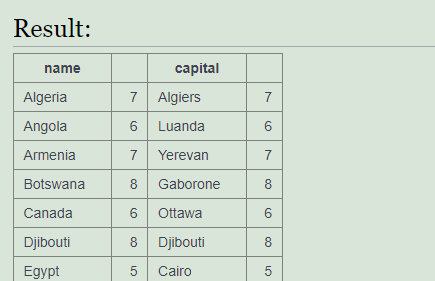 Result:
name capital
Algeria 7 Algiers 7
Angola 6 Luanda 6
Armenia 7 Yerevan 7
Botswana 8 Gaborone 8
Canada 6 Ottawa 6
Djibouti 8 Djibouti 8
Egypt 5 Cairo 5